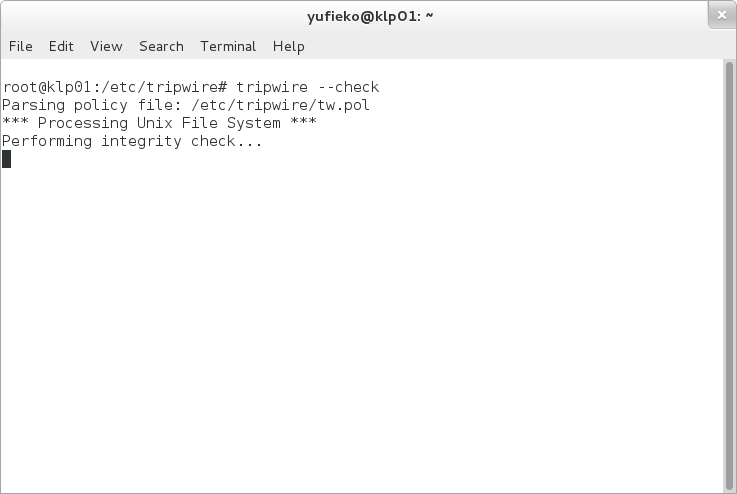 yufieko@klp01: ~
File Edit View Search Terminal Help
root@klp01:/etc/tripwire# tripwire --check
Parsing policy file: /etc/tripwire/tw.pol
*** Processing Unix File System ***
Performing integrity check...